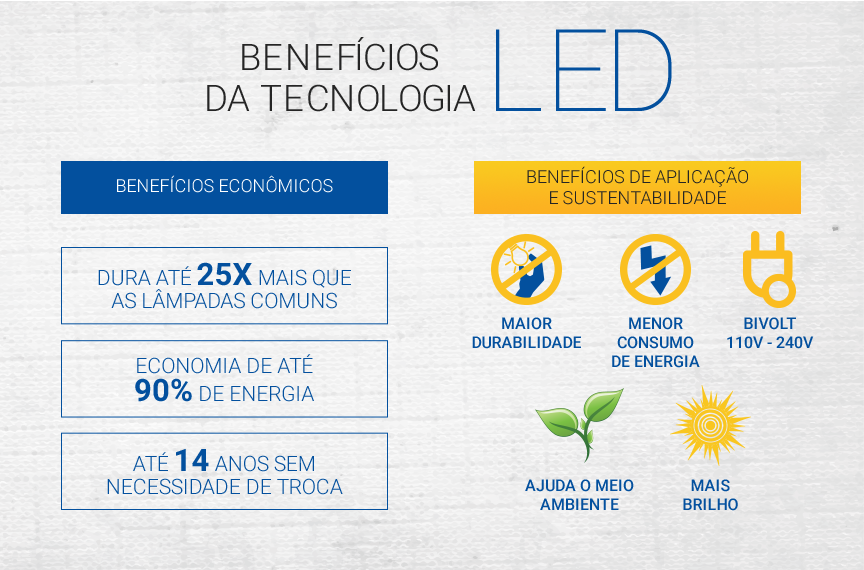 BENEFÍCIOS
DA TECNOLOGIA LED
BENEFÍCIOS ECONÔMICOS
DURA ATÉ 25X MAIS QUE
AS LÂMPADAS COMUNS
ECONOMIA DE ATÉ
90% DE ENERGIA
ATÉ 14 ANOS SEM
NECESSIDADE DE TROCA
BENEFÍCIOS DE APLICAÇÃO
E SUSTENTABILIDADE
MAIOR
DURABILIDADE
MENOR
CONSUMO
DE ENERGIA
BIVOLT
110V - 240V
AJUDA O MEIO
AMBIENTE
MAIS
BRILHO